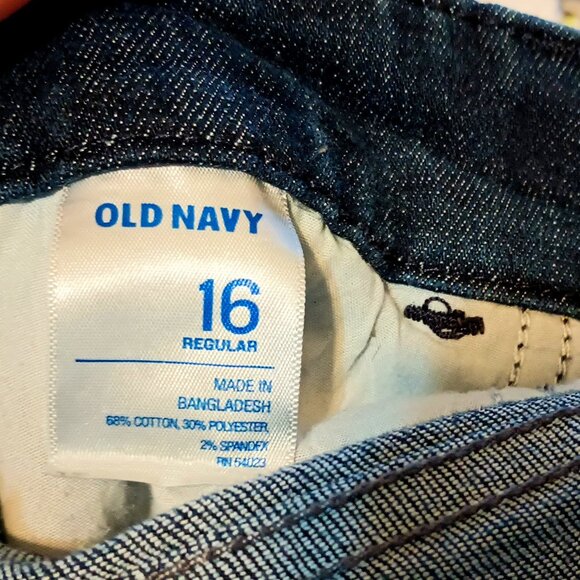 OLD NAVY
16
REGULAR
MADE IN
BANGLADESH
68% COTTON, 30% POLYESTER,
2% SPANDEX
RN 54023